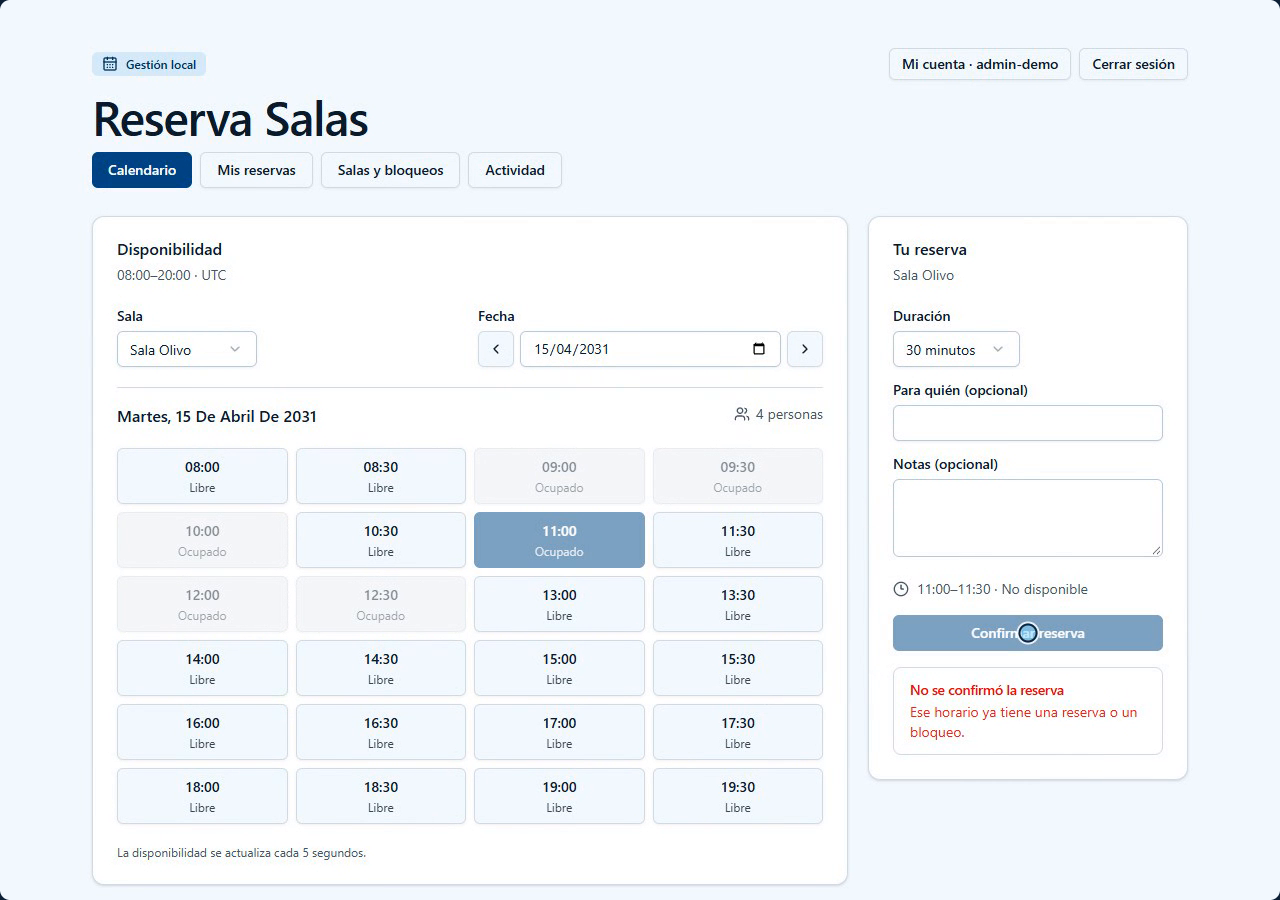 Gestión local
Mi cuenta · admin-demo
Cerrar sesión
Reserva Salas
Calendario
Mis reservas
Salas y bloqueos
Actividad
Disponibilidad
08:00–20:00 · UTC
Sala
Fecha
Sala Olivo
15/04/2031
Martes, 15 De Abril De 2031
4 personas
08:00
Libre
08:30
Libre
09:00
Ocupado
09:30
Ocupado
10:00
Ocupado
10:30
Libre
11:00
Ocupado
11:30
Libre
12:00
Ocupado
12:30
Ocupado
13:00
Libre
13:30
Libre
14:00
Libre
14:30
Libre
15:00
Libre
15:30
Libre
16:00
Libre
16:30
Libre
17:00
Libre
17:30
Libre
18:00
Libre
18:30
Libre
19:00
Libre
19:30
Libre
La disponibilidad se actualiza cada 5 segundos.
Tu reserva
Sala Olivo
Duración
30 minutos
Para quién (opcional)
Notas (opcional)
11:00–11:30 · No disponible
Confirmar reserva
No se confirmó la reserva
Ese horario ya tiene una reserva o un
bloqueo.